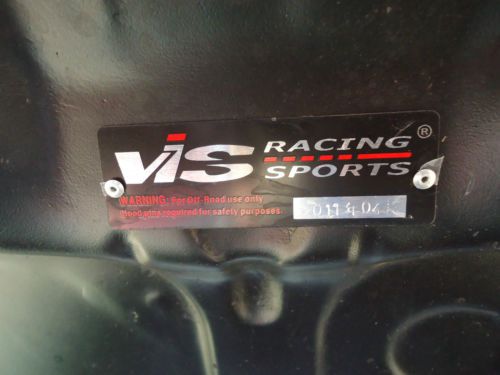 VIS RACING SPORTS ®
WARNING: For Off-Road use only
Hood pins required for safety purposes.